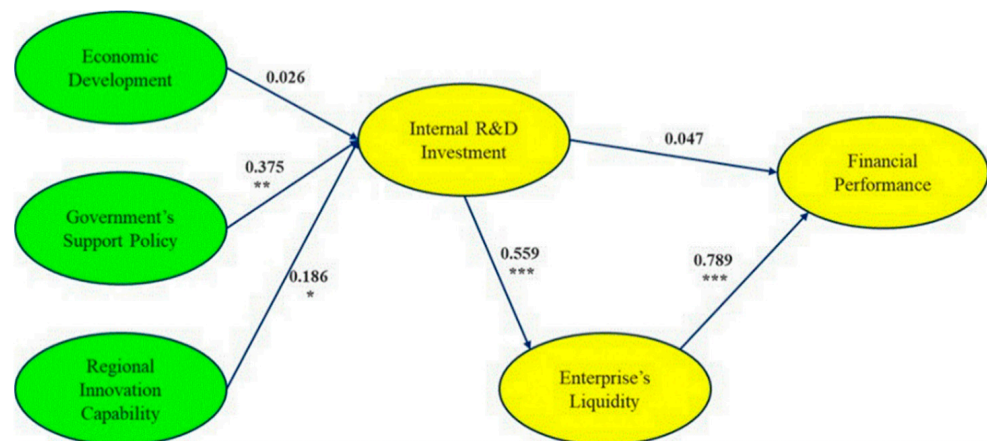 Economic
Development
0.026
Internal R&D
Investment
0.047
Financial
Performance
0.375
**
Government's
Support Policy
0.559
***
0.789
***
0.186
*
Regional
Innovation
Capability
Enterprise's
Liquidity